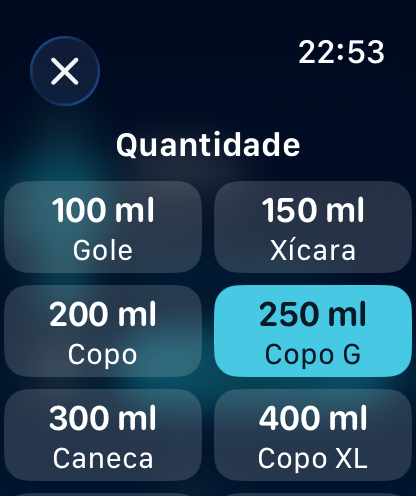 22:53
Quantidade
100 ml
Gole
150 ml
Xícara
200 ml
Copo
250 ml
Copo G
300 ml
Caneca
400 ml
Copo XL